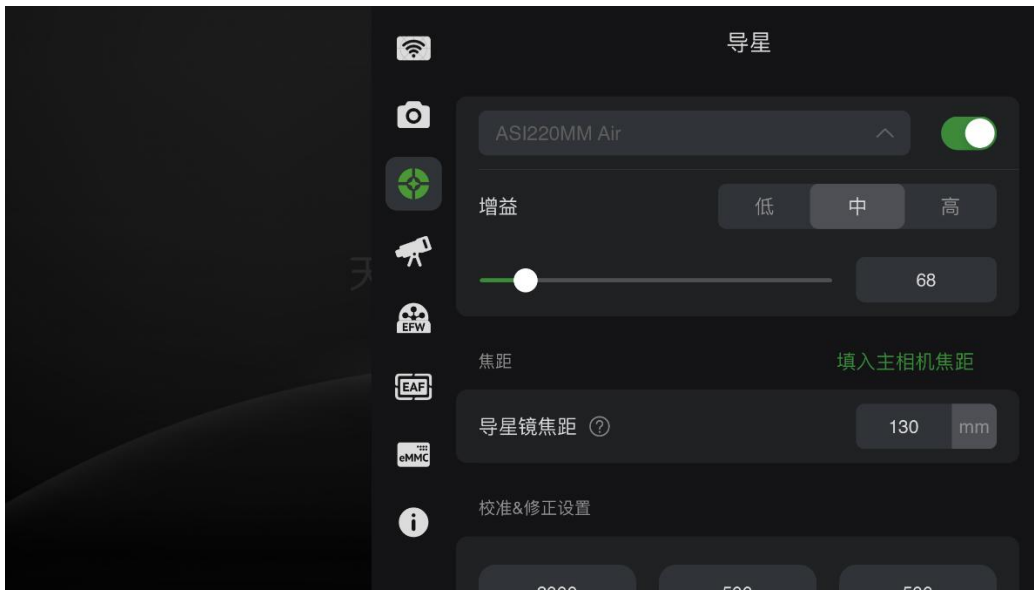 导星
ASI220MM Air
增益
低 中 高
68
EFW
焦距 填入主相机焦距
EAF
导星镜焦距 ?
130 mm
eMMC
校准&修正设置